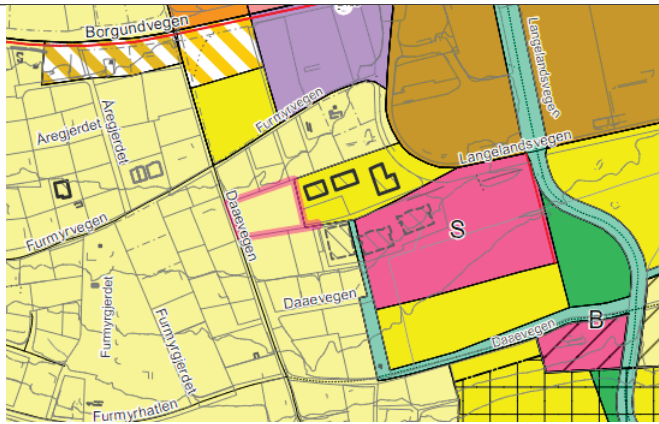 Borgundvegen
Langelandsvegen
Aregjerdet
Aregjerdet
Furmyrvegen
Langelandsvegen
Daaevegen
Furmyrvegen
S
Daaevegen
Furmyrgjerdet
Furmyrgjerdet
Daaevegen
B
Furmyrhatlen